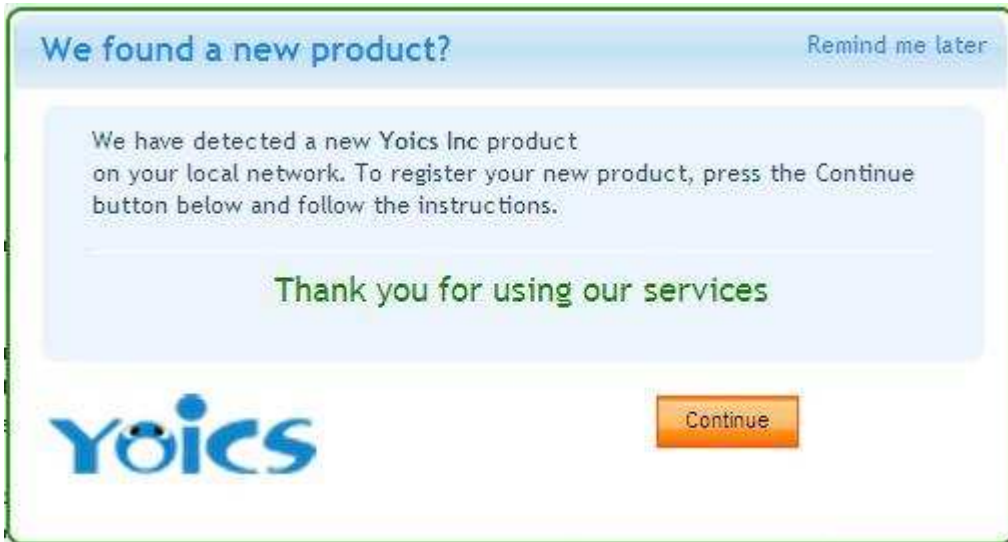 We found a new product?
Remind me later
We have detected a new Yoics Inc product
on your local network. To register your new product, press the Continue
button below and follow the instructions.
Thank you for using our services
Yoics
Continue